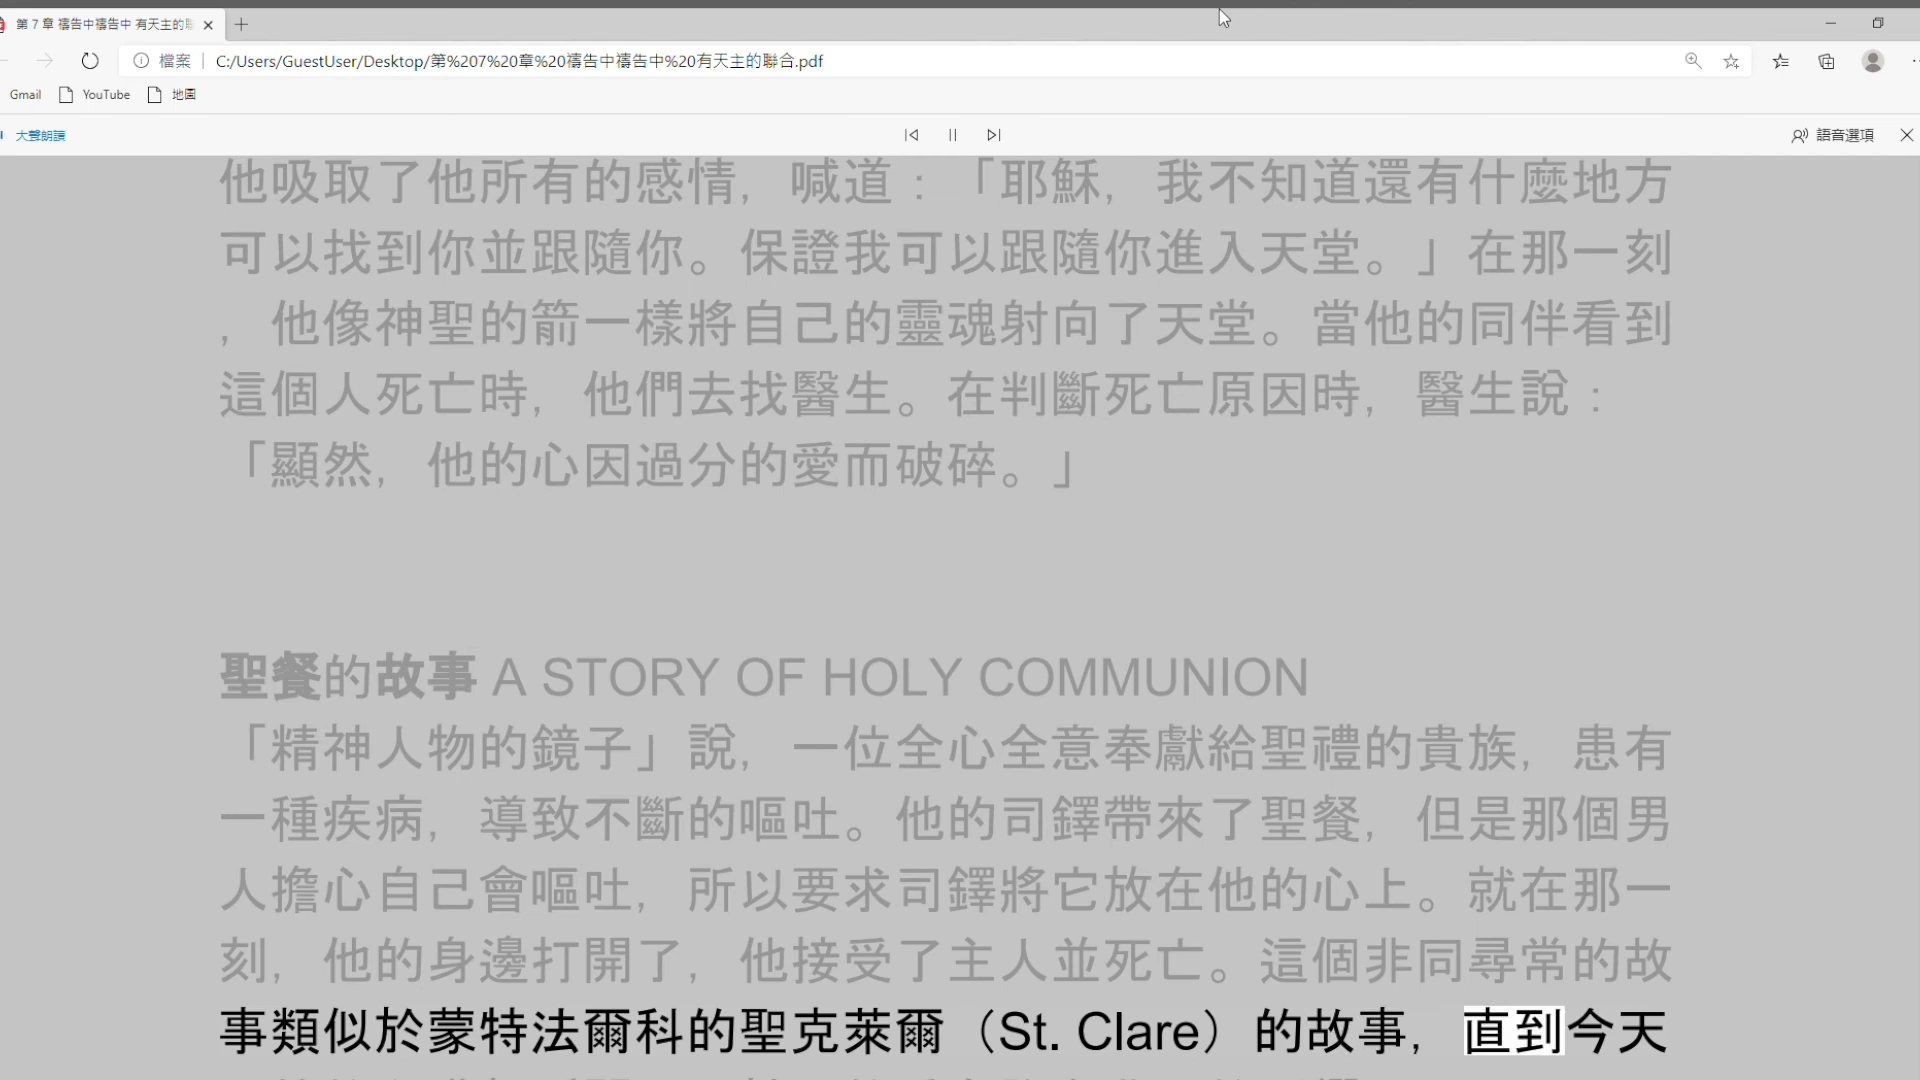 第 7 章 禱告中禱告中 有天主的
檔案
C:/Users/GuestUser/Desktop/第%207%20章%20禱告中禱告中%20有天主的聯合.pdf
Gmail
YouTube
地圖
大聲朗讀
語音選項
他吸取了他所有的感情，喊道：「耶穌，我不知道還有什麼地方
可以找到你並跟隨你。保證我可以跟隨你進入天堂。」在那一刻
，他像神聖的箭一樣將自己的靈魂射向了天堂。當他的同伴看到
這個人死亡時，他們去找醫生。在判斷死亡原因時，醫生說：
「顯然，他的心因過分的愛而破碎。」
聖餐的故事 A STORY OF HOLY COMMUNION
「精神人物的鏡子」說，一位全心全意奉獻給聖禮的貴族，患有
一種疾病，導致不斷的嘔吐。他的司鐸帶來了聖餐，但是那個男
人擔心自己會嘔吐，所以要求司鐸將它放在他的心上。就在那一
刻，他的身邊打開了，他接受了主人並死亡。這個非同尋常的故
事類似於蒙特法爾科的聖克萊爾（St. Clare）的故事，直到今天